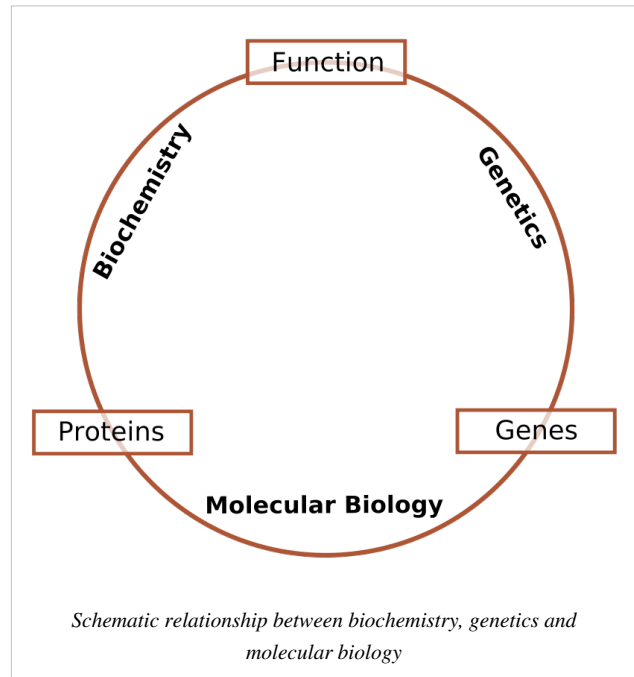 Function
Biochemistry
Genetics
Proteins
Genes
Molecular Biology
Schematic relationship between biochemistry, genetics and
molecular biology